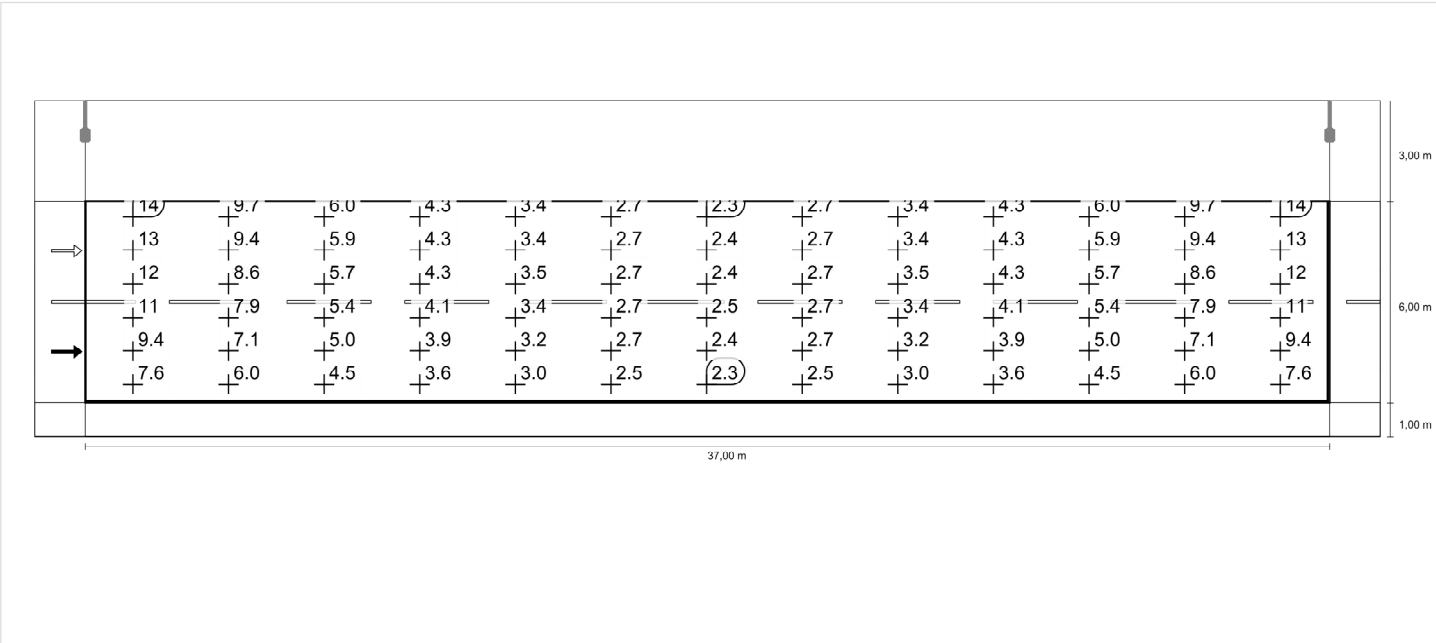 3,00 m
14 9.7 6.0 4.3 3.4 2.7 2.3 2.7 3.4 4.3 6.0 9.7 14
13 9.4 5.9 4.3 3.4 2.7 2.4 2.7 3.4 4.3 5.9 9.4 13
12 8.6 5.7 4.3 3.5 2.7 2.4 2.7 3.5 4.3 5.7 8.6 12
11 7.9 5.4 4.1 3.4 2.7 2.5 2.7 3.4 4.1 5.4 7.9 11
6,00 m
9.4 7.1 5.0 3.9 3.2 2.7 2.4 2.7 3.2 3.9 5.0 7.1 9.4
7.6 6.0 4.5 3.6 3.0 2.5 2.3 2.5 3.0 3.6 4.5 6.0 7.6
1,00 m
37,00 m